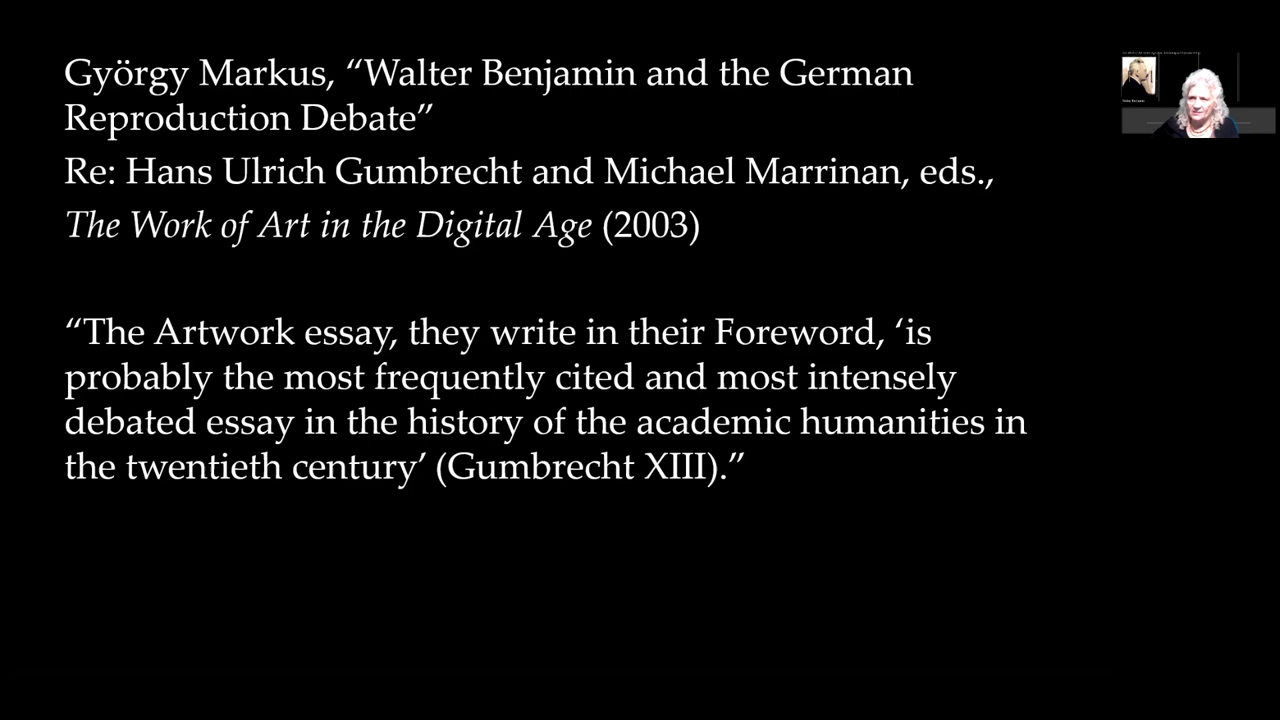 György Markus, “Walter Benjamin and the German
Reproduction Debate”
Re: Hans Ulrich Gumbrecht and Michael Marrinan, eds.,
The Work of Art in the Digital Age (2003)
“The Artwork essay, they write in their Foreword, ‘is
probably the most frequently cited and most intensely
debated essay in the history of the academic humanities in
the twentieth century’ (Gumbrecht XIII).”